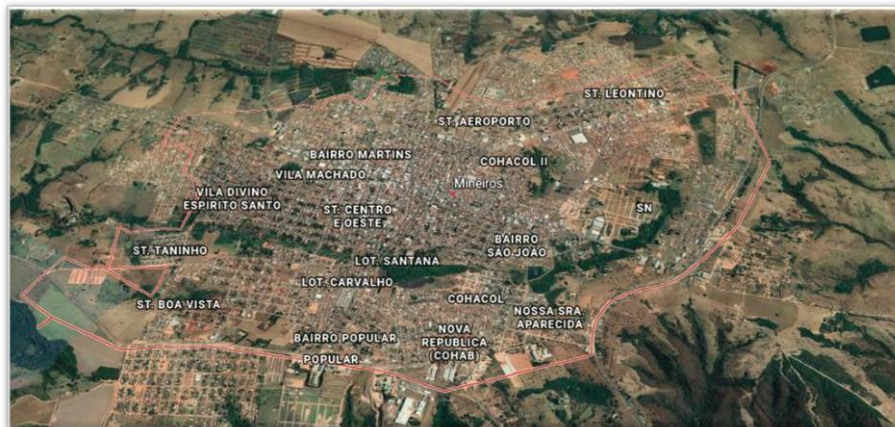 ST. LEONTINO
ST. AEROPORTO
BAIRRO MARTINS
COHACOL II
VILA MACHADO
Mineiros
VILA DIVINO
ESPIRITO SANTO
ST. CENTRO
E OESTE
SN
BAIRRO
SÃO JOÃO
ST. TANINHO
LOT. SANTANA
LOT. CARVALHO
ST. BOA VISTA
COHACOL
NOSSA SRA.
APARECIDA
BAIRRO POPULAR
NOVA
REPUBLICA
(COHAB)
POPULAR